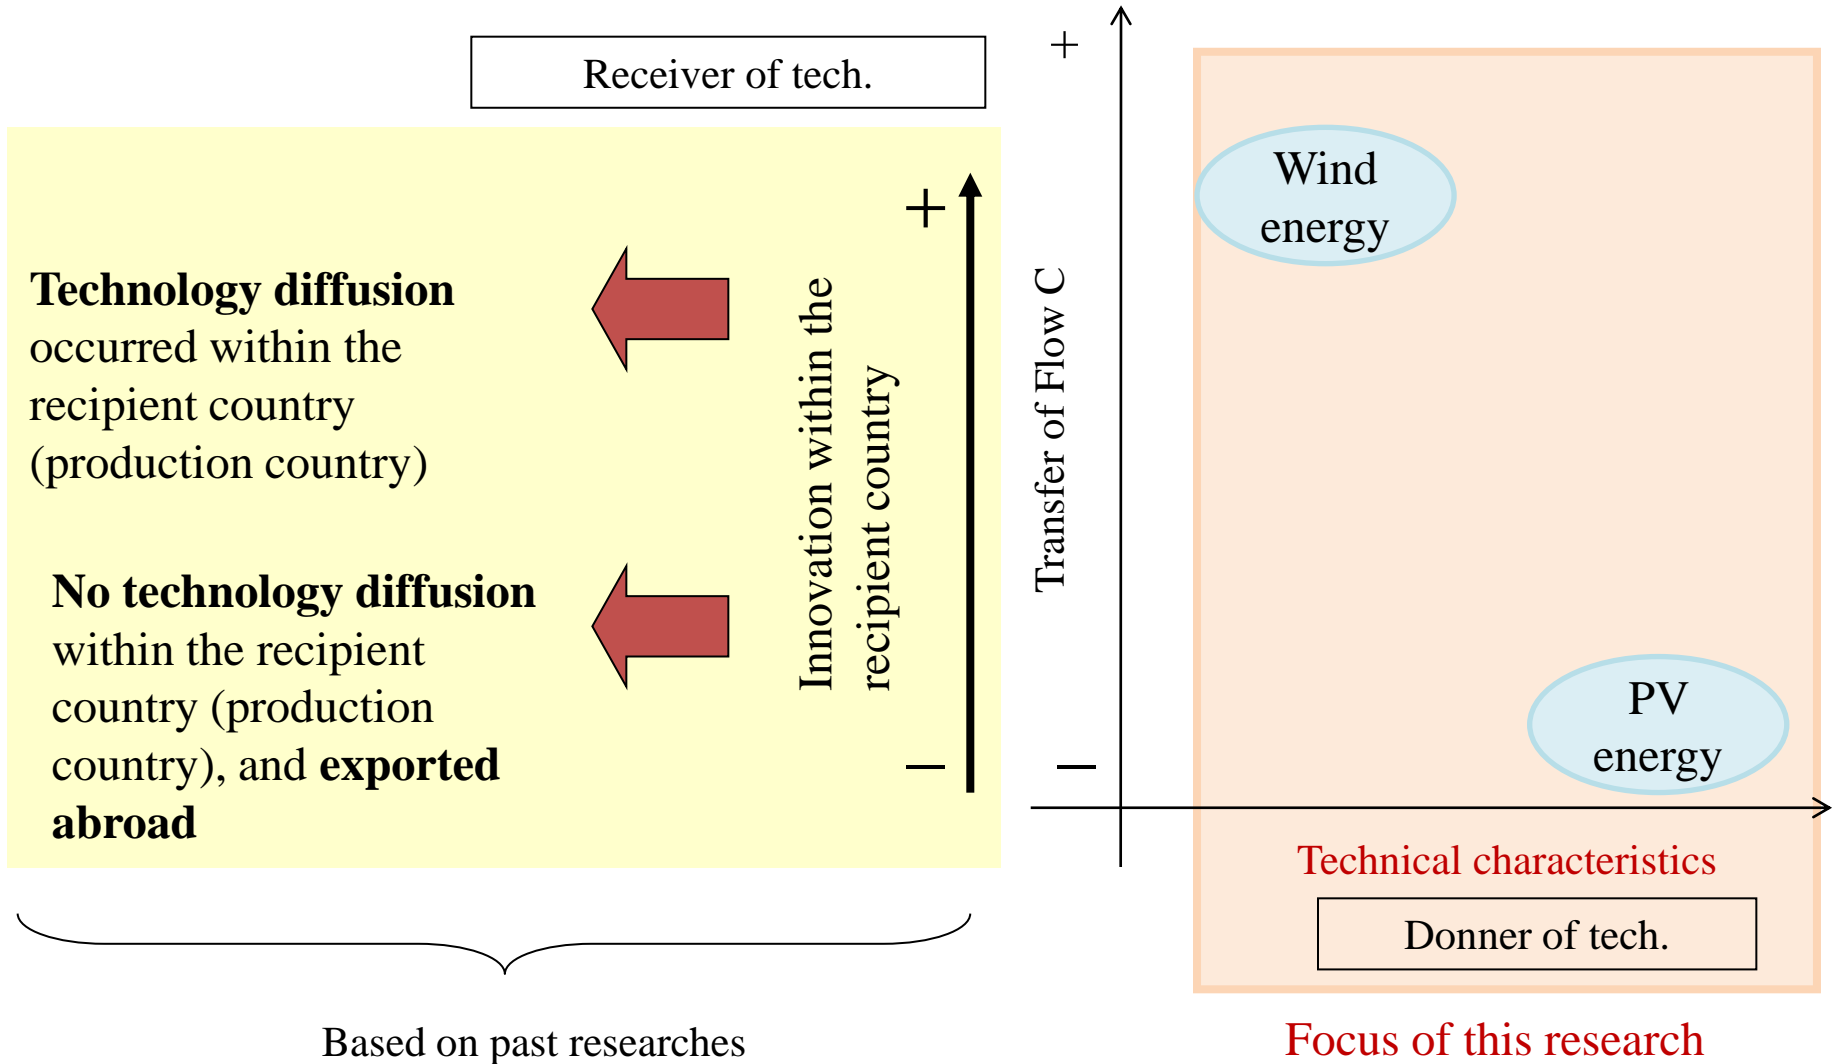 Receiver of tech.
+
Technology diffusion
occurred within the
recipient country
(production country)
No technology diffusion
within the recipient
country (production
country), and exported
abroad
Innovation within the
recipient country
−
Based on past researches
+
Transfer of Flow C
−
Wind
energy
PV
energy
Technical characteristics
Donner of tech.
Focus of this research